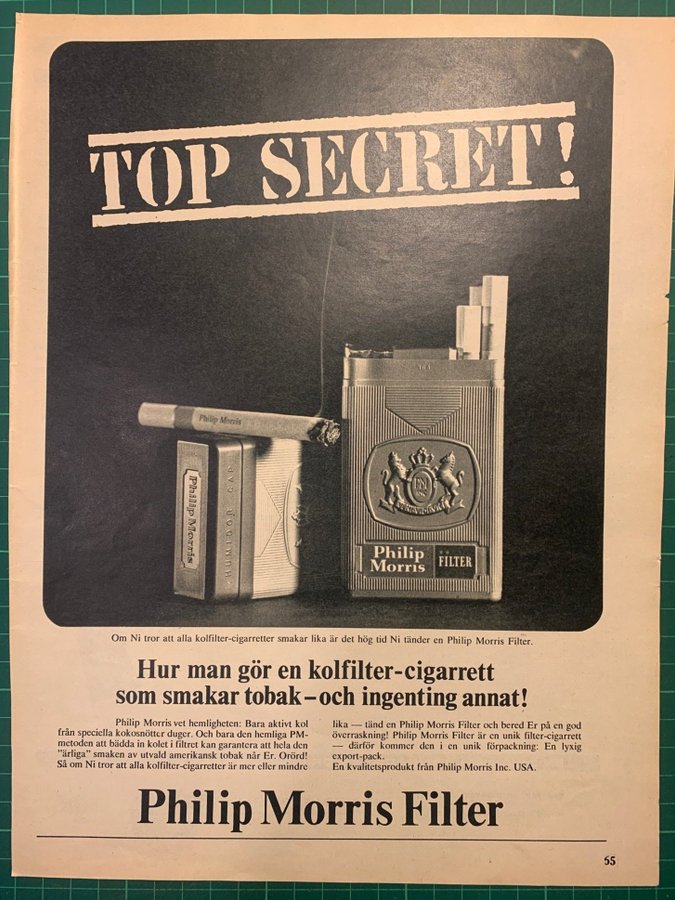 TOP SECRET!
Philip Morris
Philip Morris
HUMIDOR CAP
Philip
Morris
FILTER
Om Ni tror att alla kolfilter-cigarretter smakar lika är det hög tid Ni tänder en Philip Morris Filter.
Hur man gör en kolfilter-cigarrett
som smakar tobak – och ingenting annat!
Philip Morris vet hemligheten: Bara aktivt kol
från speciella kokosnötter duger. Och bara den hemliga PM-
metoden att bädda in kolet i filtret kan garantera att hela den
"ärliga" smaken av utvald amerikansk tobak når Er. Orörd!
Så om Ni tror att alla kolfilter-cigarretter är mer eller mindre
lika — tänd en Philip Morris Filter och bered Er på en god
överraskning! Philip Morris Filter är en unik filter-cigarrett
— därför kommer den i en unik förpackning: En lyxig
export-pack.
En kvalitetsprodukt från Philip Morris Inc. USA.
Philip Morris Filter
55